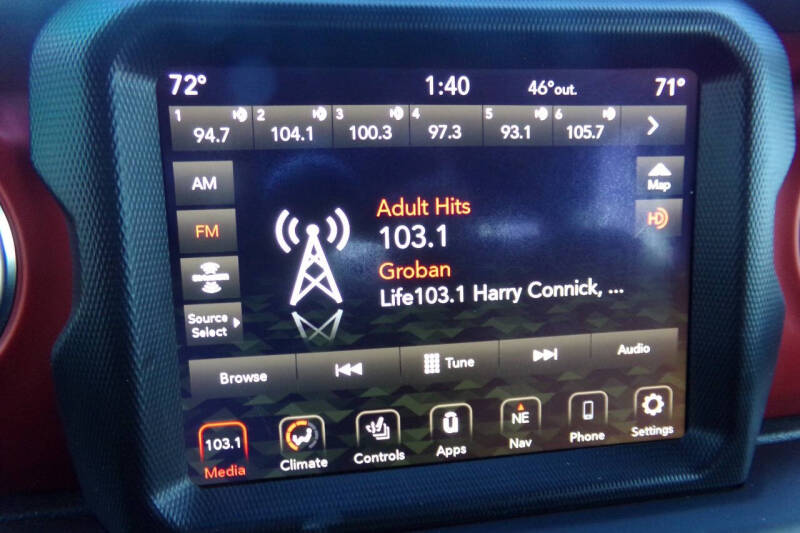 72° 1:40 46°out. 71°
1 2 3 4 5 6
94.7 104.1 100.3 97.3 93.1 105.7
AM
Map
FM
HD
Adult Hits
103.1
Groban
Life103.1 Harry Connick, ...
Source
Select
Browse Tune Audio
103.1 NE
Media Climate Controls Apps Nav Phone Settings